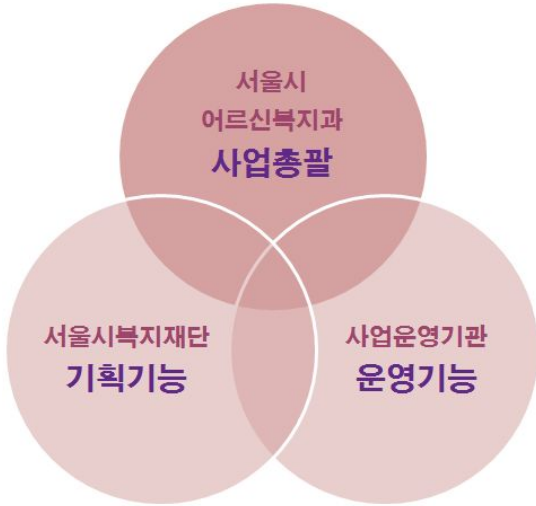 서울시
어르신복지과
사업총괄
서울시복지재단
기획기능
사업운영기관
운영기능